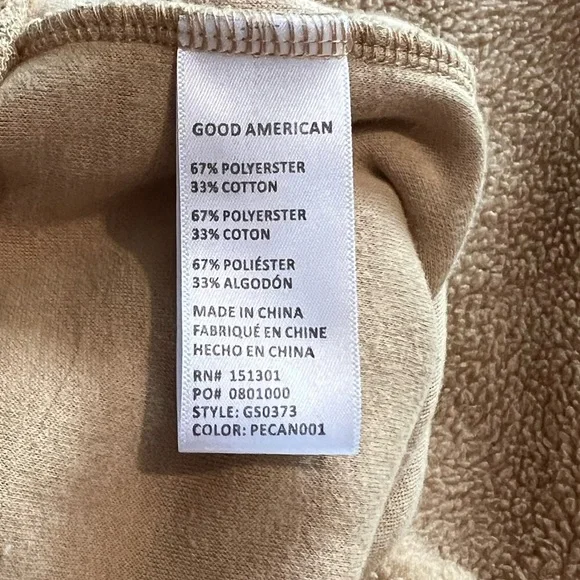 GOOD AMERICAN
67% POLYERSTER
33% COTTON
67% POLYERSTER
33% COTON
67% POLIÉSTER
33% ALGODÓN
MADE IN CHINA
FABRIQUÉ EN CHINE
HECHO EN CHINA
RN# 151301
PO# 0801000
STYLE: GS0373
COLOR: PECAN001